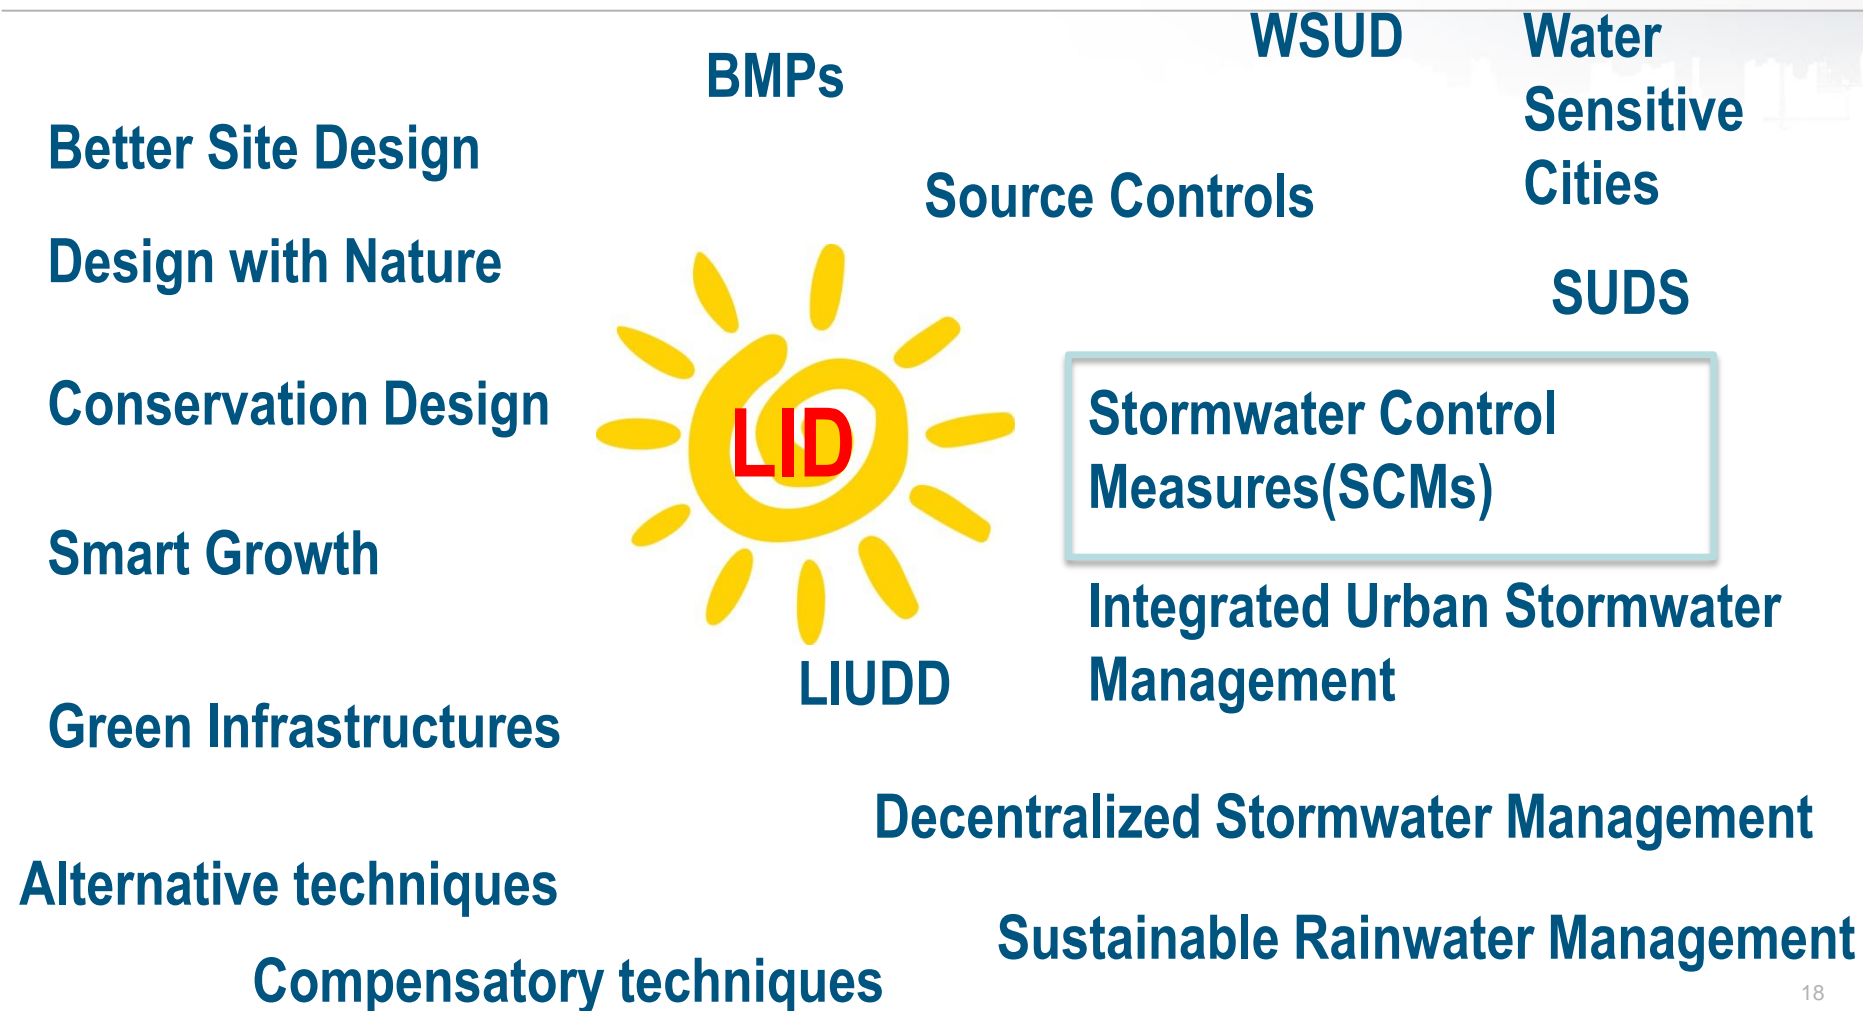 WSUD
Water
Sensitive
Cities
BMPs
Better Site Design
Source Controls
Design with Nature
SUDS
Conservation Design
LID
Stormwater Control
Measures(SCMs)
Smart Growth
Integrated Urban Stormwater
Management
LIUDD
Green Infrastructures
Decentralized Stormwater Management
Alternative techniques
Sustainable Rainwater Management
Compensatory techniques
18